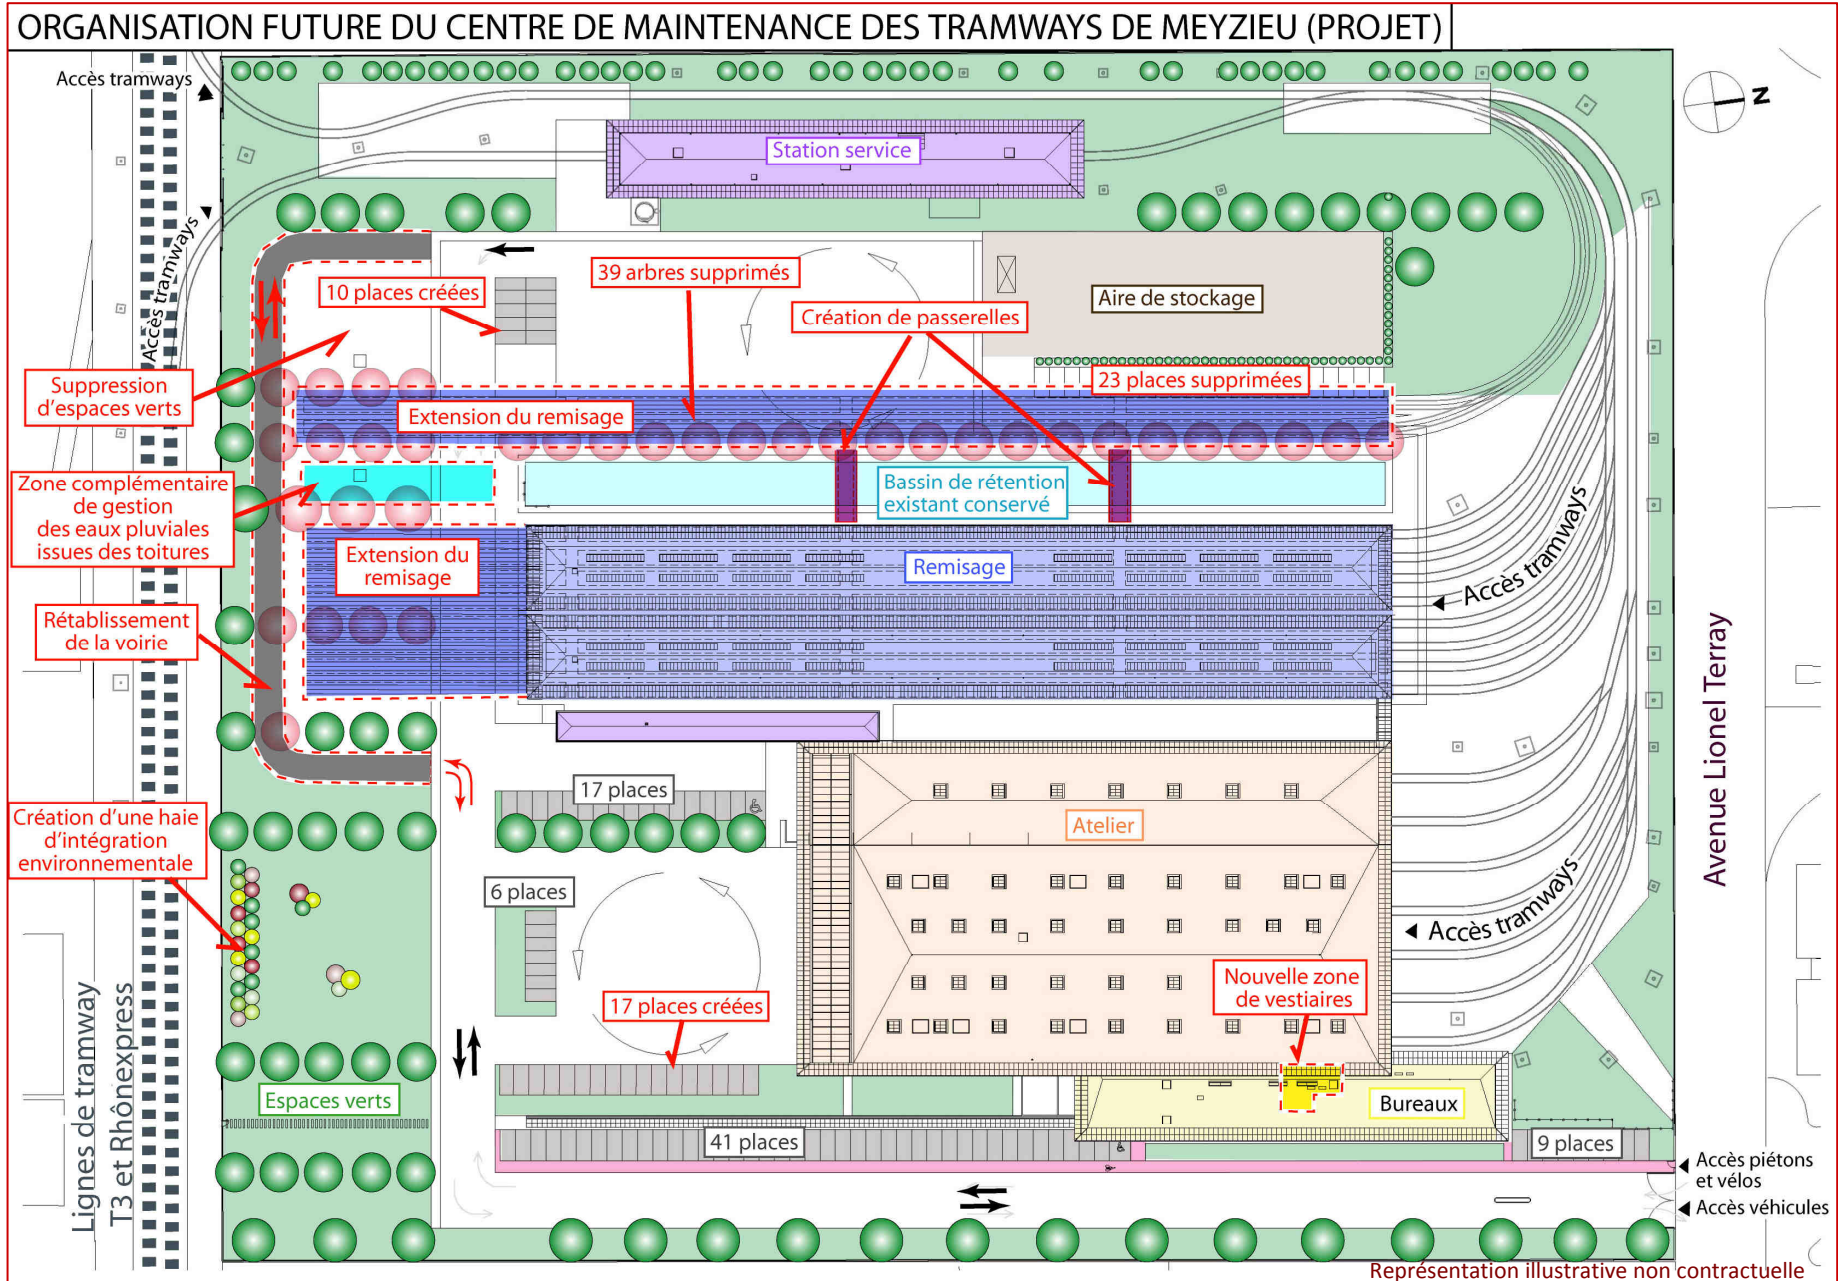 ORGANISATION FUTURE DU CENTRE DE MAINTENANCE DES TRAMWAYS DE MEYZIEU (PROJET)
Accès tramways
N
Station service
Accès tramways
10 places créées
39 arbres supprimés
Création de passerelles
Aire de stockage
Suppression
d'espaces verts
23 places supprimées
Extension du remisage
Zone complémentaire
de gestion
des eaux pluviales
issues des toitures
Bassin de rétention
existant conservé
Extension du
remisage
Remisage
Accès tramways
Rétablissement
de la voirie
Avenue Lionel Terray
17 places
Atelier
Création d'une haie
d'intégration
environnementale
6 places
Accès tramways
Nouvelle zone
de vestiaires
17 places créées
Lignes de tramway
T3 et Rhônexpress
Espaces verts
Bureaux
41 places
9 places
Accès piétons
et vélos
Accès véhicules
Représentation illustrative non contractuelle